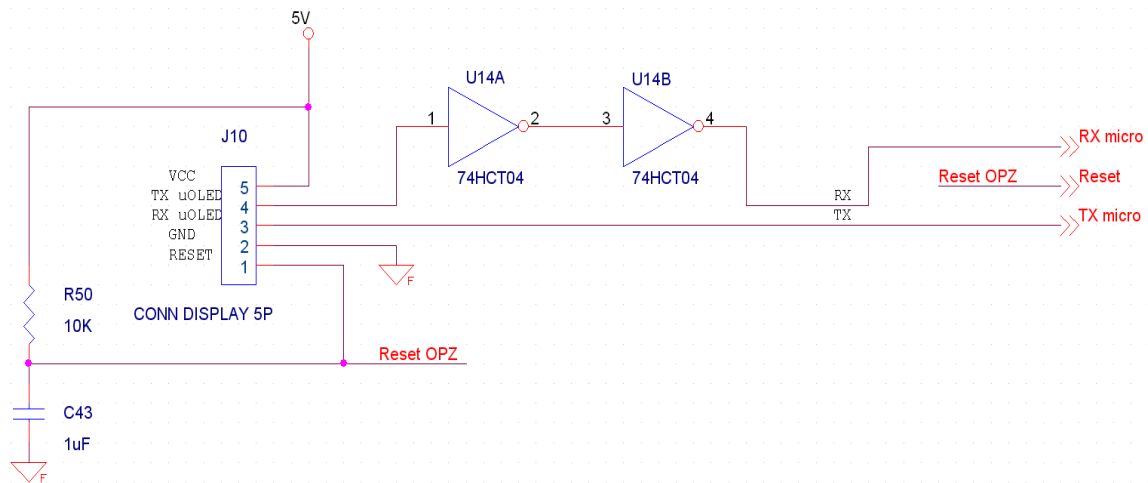 5V
U14A
U14B
1
2
3
4
74HCT04
74HCT04
J10
VCC
TX uOLED
RX uOLED
GND
RESET
5
4
3
2
1
CONN DISPLAY 5P
RX
TX
RX micro
Reset OPZ
Reset
TX micro
F
R50
10K
Reset OPZ
C43
1uF
F